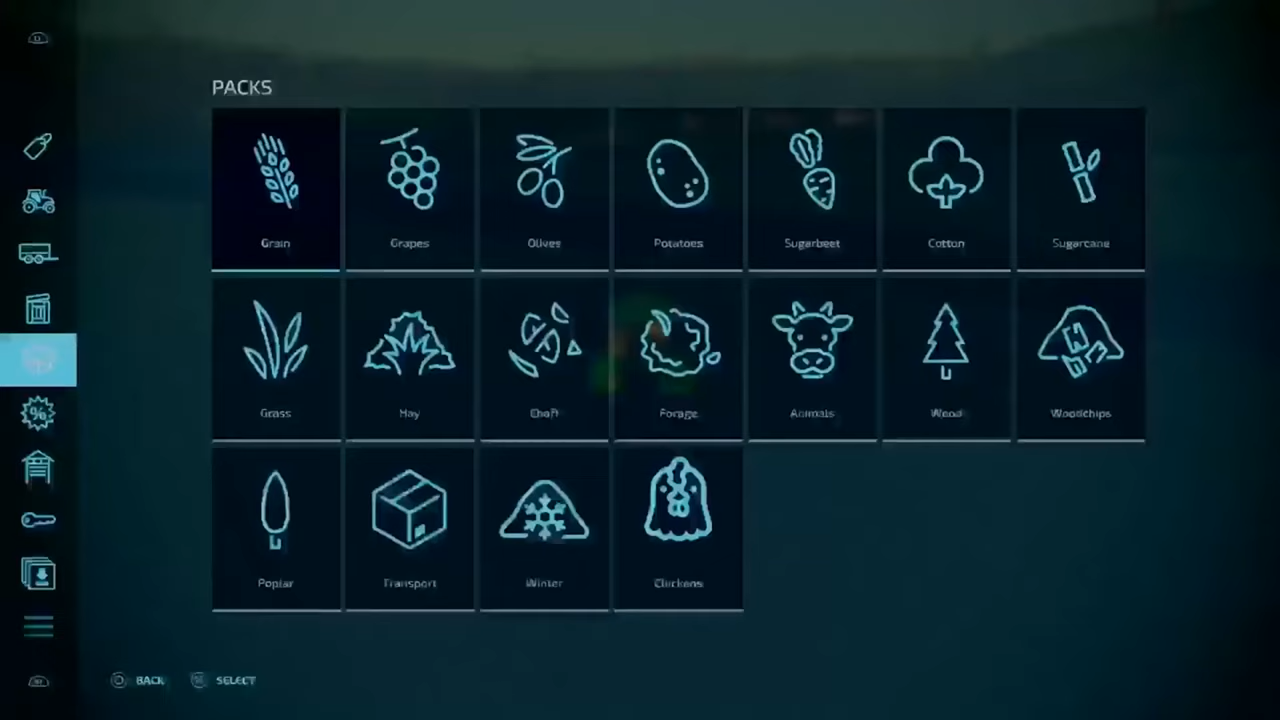 PACKS
Grain Grapes Olives Potatoes Sugarbeet Cotton Sugarcane
Grass Hay Chaff Forage Animals Wood Woodchips
Poplar Transport Winter Chickens
BACK SELECT